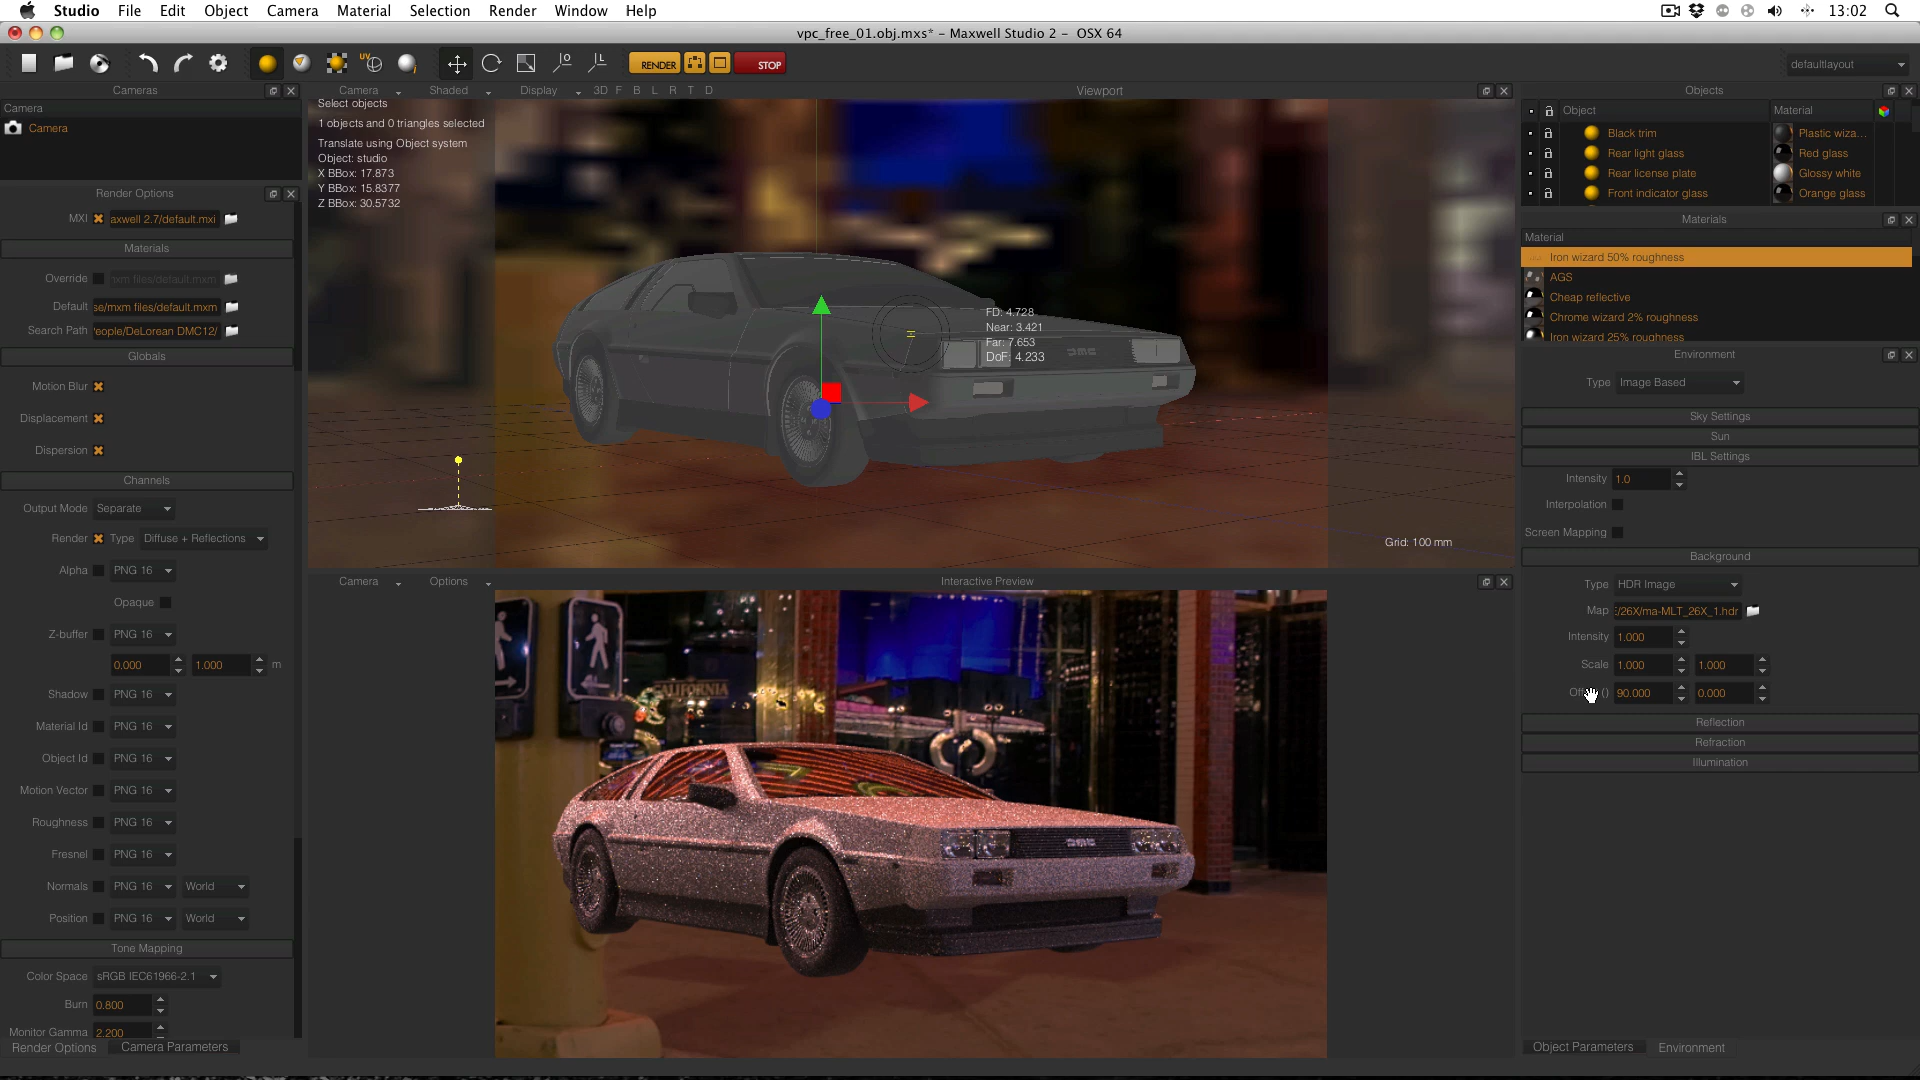 Studio File Edit Object Camera Material Selection Render Window Help 13:02
vpc_free_01.obj.mxs* – Maxwell Studio 2 – OSX 64
UV
RENDER STOP defaultlayout
Cameras
Camera
Camera
Render Options
MXI axwell 2.7/default.mxi
Materials
Override
Default se/mxm files/default.mxm
Search Path eople/DeLorean DMC12/
Globals
Motion Blur
Displacement
Dispersion
Channels
Output Mode Separate
Render Type Diffuse + Reflections
Alpha PNG 16
Opaque
Z-buffer PNG 16
0.000 1.000 m
Shadow PNG 16
Material Id PNG 16
Object Id PNG 16
Motion Vector PNG 16
Roughness PNG 16
Fresnel PNG 16
Normals PNG 16 World
Position PNG 16 World
Tone Mapping
Color Space sRGB IEC61966-2.1
Burn 0.800
Monitor Gamma 2.200
Render Options Camera Parameters
Camera Shaded Display 3D F B L R T D Viewport
Select objects
1 objects and 0 triangles selected
Translate using Object system
Object: studio
X BBox: 17.873
Y BBox: 15.8377
Z BBox: 30.5732
FD: 4.728
Near: 3.421
Far: 7.653
DoF: 4.233
DMC
Grid: 100 mm
Camera Options Interactive Preview
CALIFORNIA
DMC
Objects
Object Material
Black trim Plastic wiza...
Rear light glass Red glass
Rear license plate Glossy white
Front indicator glass Orange glass
Materials
Material
Iron wizard 50% roughness
AGS
Cheap reflective
Chrome wizard 2% roughness
Iron wizard 25% roughness
Environment
Type Image Based
Sky Settings
Sun
IBL Settings
Intensity 1.0
Interpolation
Screen Mapping
Background
Type HDR Image
Map /26X/ma-MLT_26X_1.hdr
Intensity 1.000
Scale 1.000 1.000
90.000 0.000
Reflection
Refraction
Illumination
Object Parameters Environment